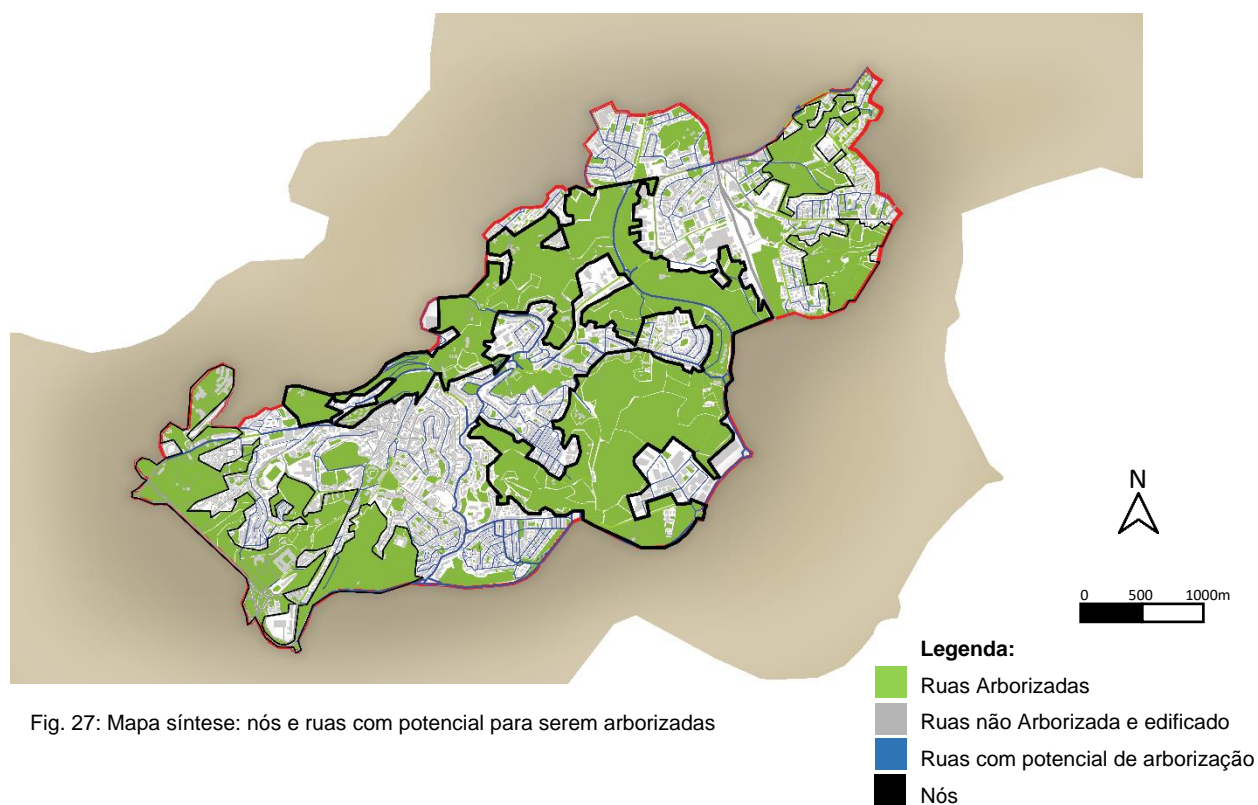 N
0 500 1000m
Legenda:
Ruas Arborizadas
Ruas não Arborizada e edificado
Ruas com potencial de arborização
Nós
Fig. 27: Mapa síntese: nós e ruas com potencial para serem arborizadas